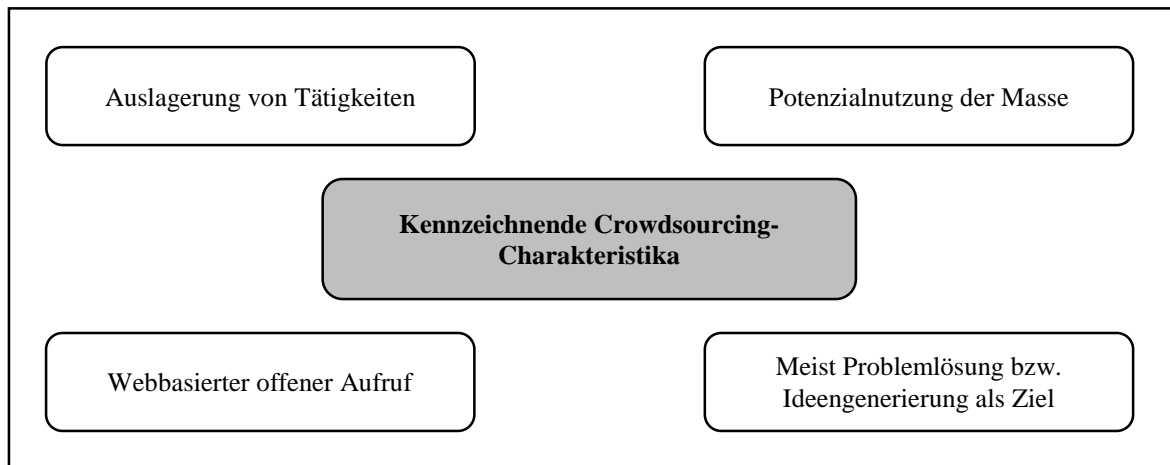 Auslagerung von Tätigkeiten
Potenzialnutzung der Masse
Kennzeichnende Crowdsourcing-
Charakteristika
Webbasierter offener Aufruf
Meist Problemlösung bzw.
Ideengenerierung als Ziel